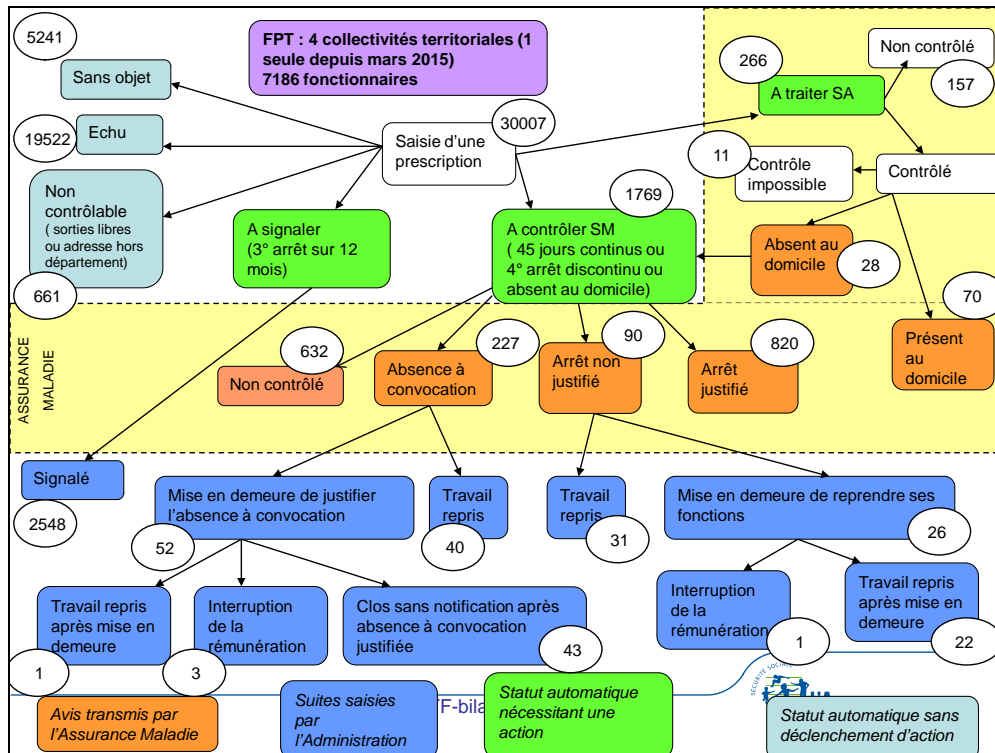 5241
FPT : 4 collectivités territoriales (1
seule depuis mars 2015)
7186 fonctionnaires
Non contrôlé
266
157
Sans objet
A traiter SA
19522
Echu
Saisie d'une
prescription
30007
11
Contrôle
impossible
Contrôlé
Non
contrôlable
( sorties libres
ou adresse hors
département)
661
A signaler
(3° arrêt sur 12
mois)
1769
A contrôler SM
( 45 jours continus ou
4° arrêt discontinu ou
absent au domicile)
Absent au
domicile
28
70
ASSURANCE
MALADIE
632
Non contrôlé
227
Absence à
convocation
90
Arrêt non
justifié
820
Arrêt
justifié
Présent
au
domicile
Signalé
2548
Mise en demeure de justifier
l'absence à convocation
52
Travail
repris
40
Travail
repris
31
Mise en demeure de reprendre ses
fonctions
26
Travail repris
après mise en
demeure
1
Interruption
de la
rémunération
3
Clos sans notification après
absence à convocation
justifiée
43
Interruption
de la
rémunération
1
Travail repris
après mise en
demeure
22
SÉCURITÉ SOCIALE
Avis transmis par
l'Assurance Maladie
Suites saisies
par
l'Administration
TF-bila
Statut automatique
nécessitant une
action
Statut automatique sans
déclenchement d'action